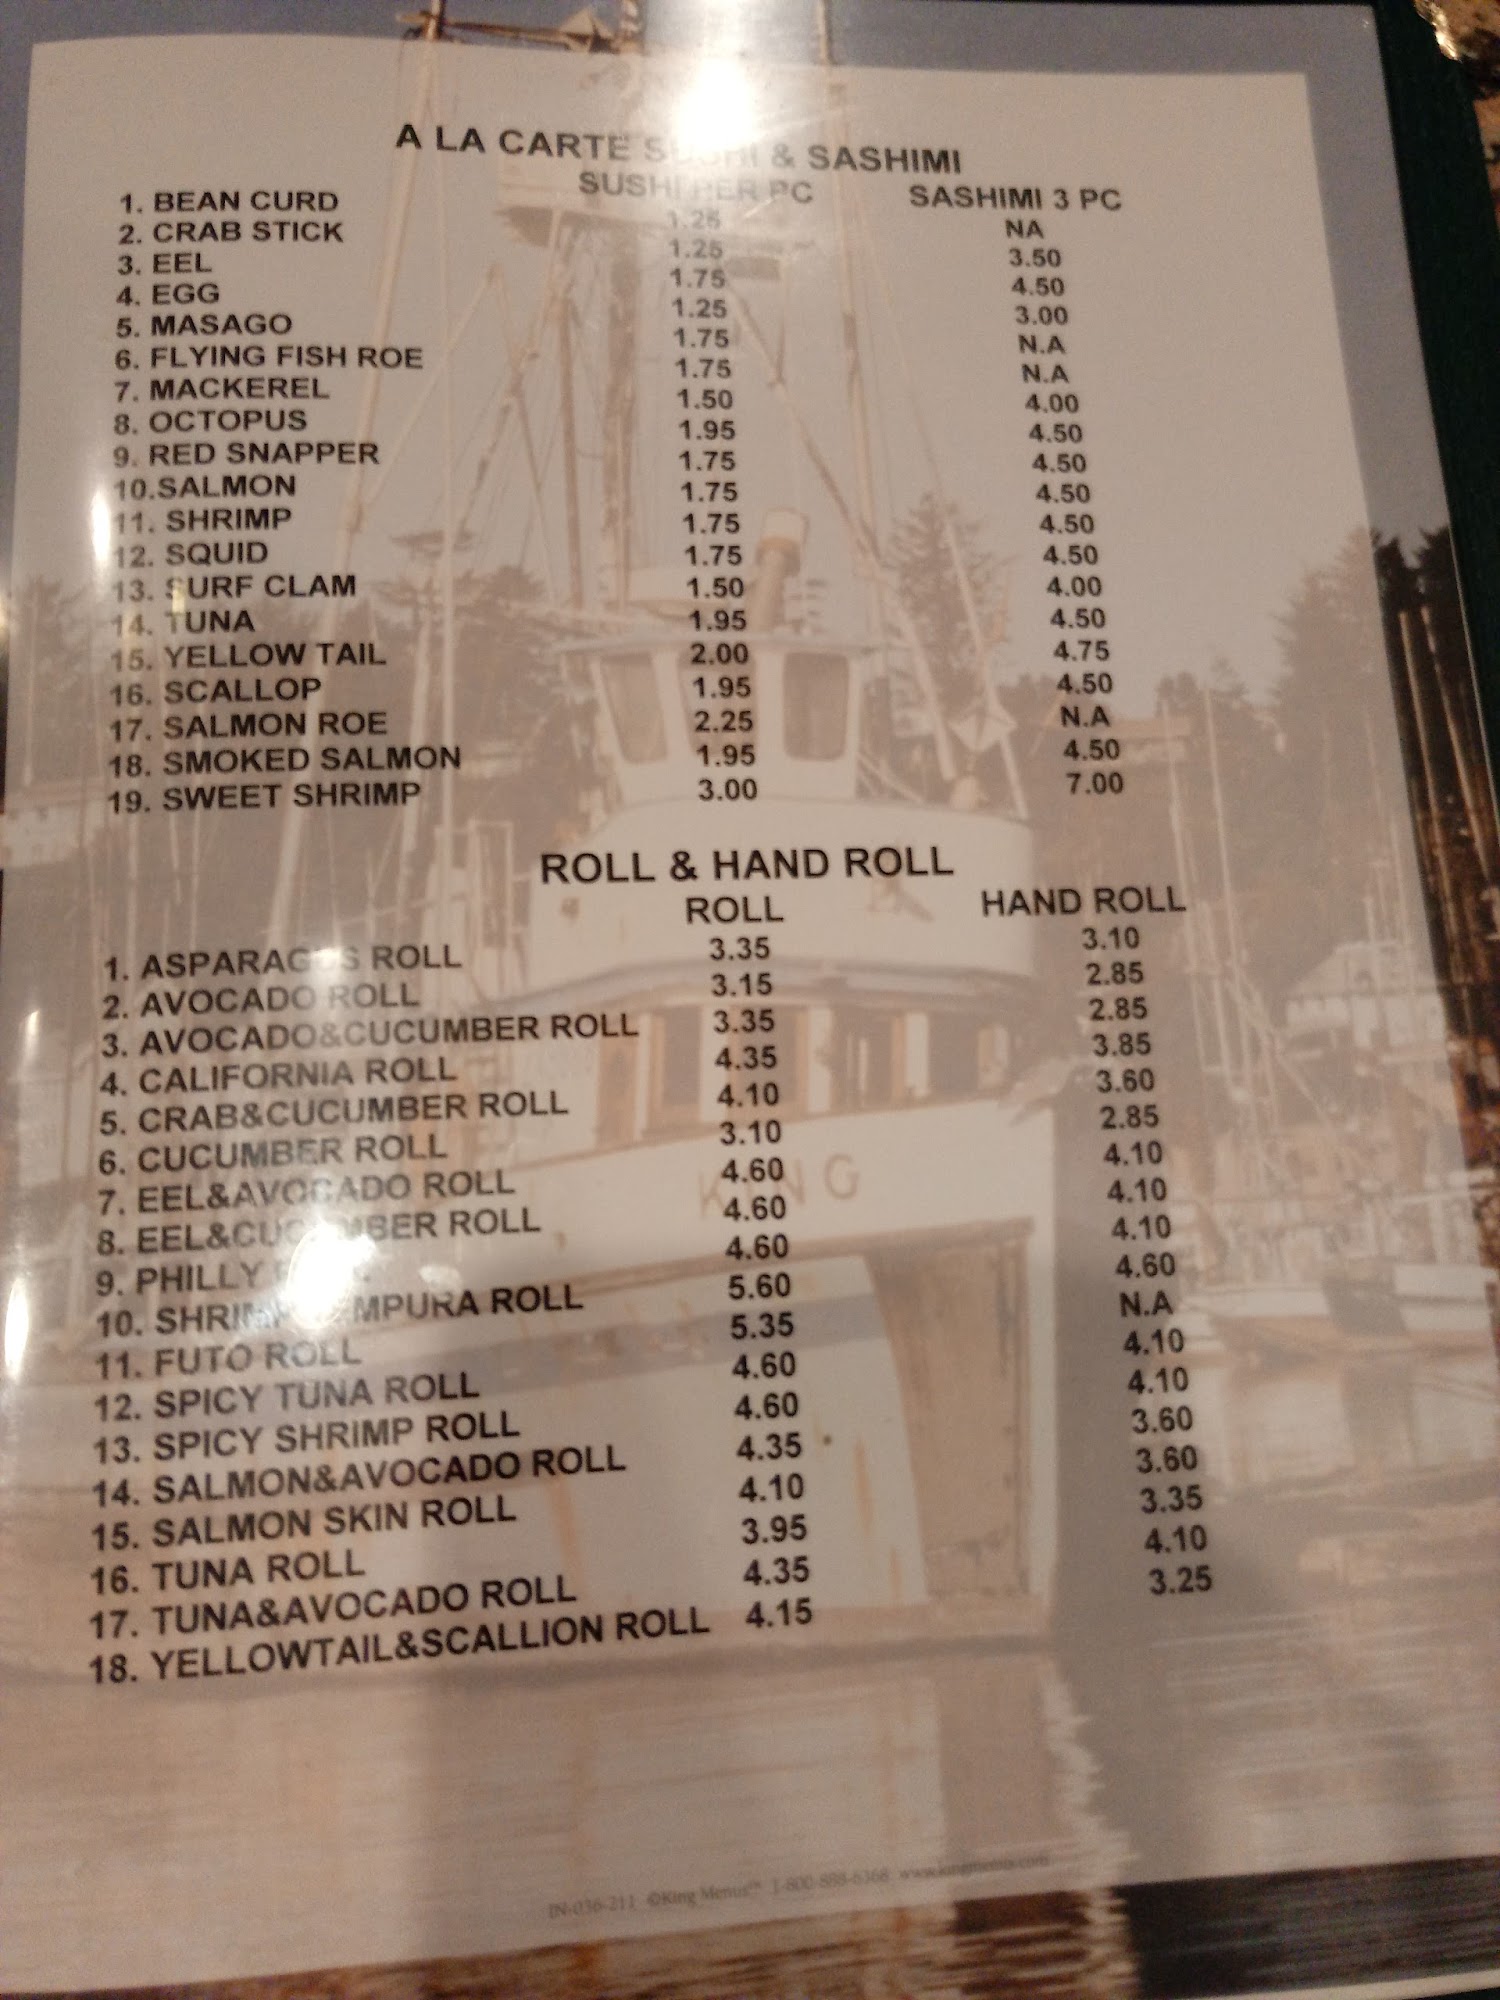 A LA CARTE SUSHI & SASHIMI
SUSHI PER PC SASHIMI 3 PC
1. BEAN CURD 1.25 NA
2. CRAB STICK 1.25 3.50
3. EEL 1.75 4.50
4. EGG 1.25 3.00
5. MASAGO 1.75 N.A
6. FLYING FISH ROE 1.75 N.A
7. MACKEREL 1.50 4.00
8. OCTOPUS 1.95 4.50
9. RED SNAPPER 1.75 4.50
10.SALMON 1.75 4.50
11. SHRIMP 1.75 4.50
12. SQUID 1.75 4.50
13. SURF CLAM 1.50 4.00
14. TUNA 1.95 4.50
15. YELLOW TAIL 2.00 4.75
16. SCALLOP 1.95 4.50
17. SALMON ROE 2.25 N.A
18. SMOKED SALMON 1.95 4.50
19. SWEET SHRIMP 3.00 7.00
ROLL & HAND ROLL
ROLL HAND ROLL
1. ASPARAGUS ROLL 3.35 3.10
2. AVOCADO ROLL 3.15 2.85
3. AVOCADO&CUCUMBER ROLL 3.35 2.85
4. CALIFORNIA ROLL 4.35 3.85
5. CRAB&CUCUMBER ROLL 4.10 3.60
6. CUCUMBER ROLL 3.10 2.85
7. EEL&AVOCADO ROLL 4.60 4.10
8. EEL&CUCUMBER ROLL 4.60 4.10
9. PHILLY 4.60 4.10
10. SHRIMP TEMPURA ROLL 5.60 4.60
11. FUTO ROLL 5.35 N.A
12. SPICY TUNA ROLL 4.60 4.10
13. SPICY SHRIMP ROLL 4.60 4.10
14. SALMON&AVOCADO ROLL 4.35 3.60
15. SALMON SKIN ROLL 4.10 3.60
16. TUNA ROLL 3.95 3.35
17. TUNA&AVOCADO ROLL 4.35 4.10
18. YELLOWTAIL&SCALLION ROLL 4.15 3.25
KING
IN-036-211 ©King Menus™ 1-800-898-6368 www.kingmenus.com